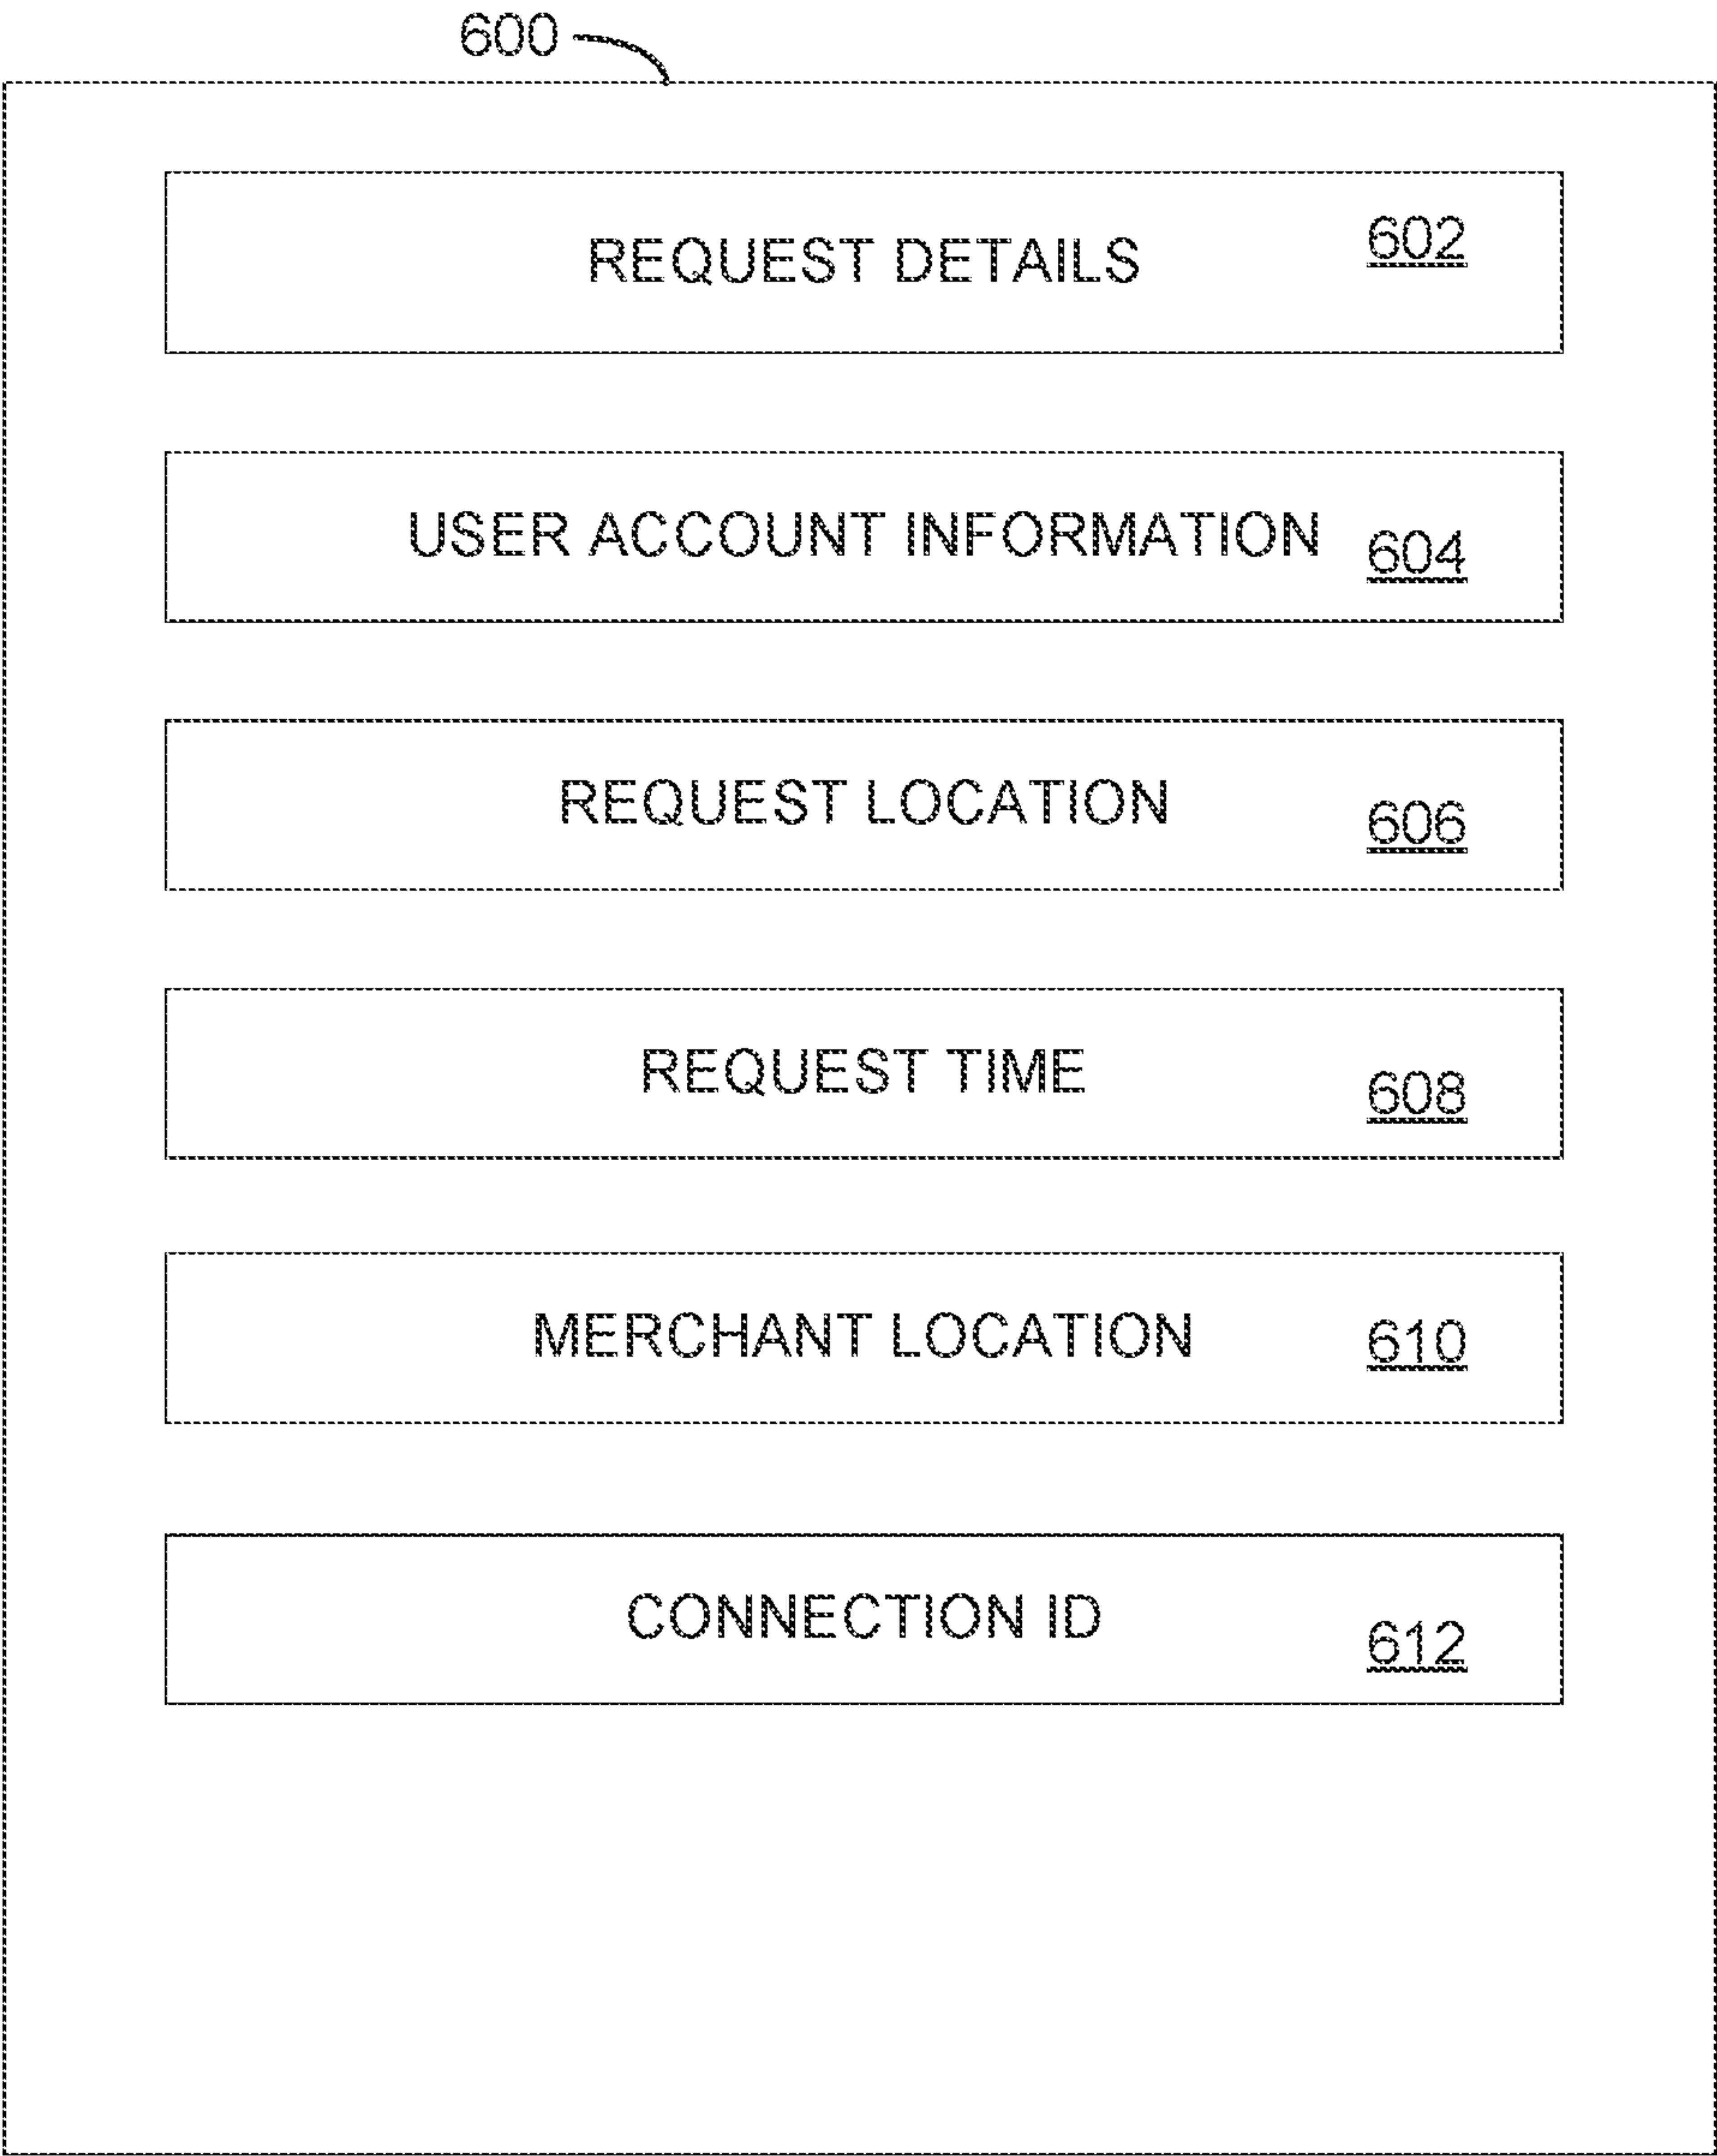 600
REQUEST DETAILS 602
USER ACCOUNT INFORMATION 604
REQUEST LOCATION 606
REQUEST TIME 608
MERCHANT LOCATION 610
CONNECTION ID 612